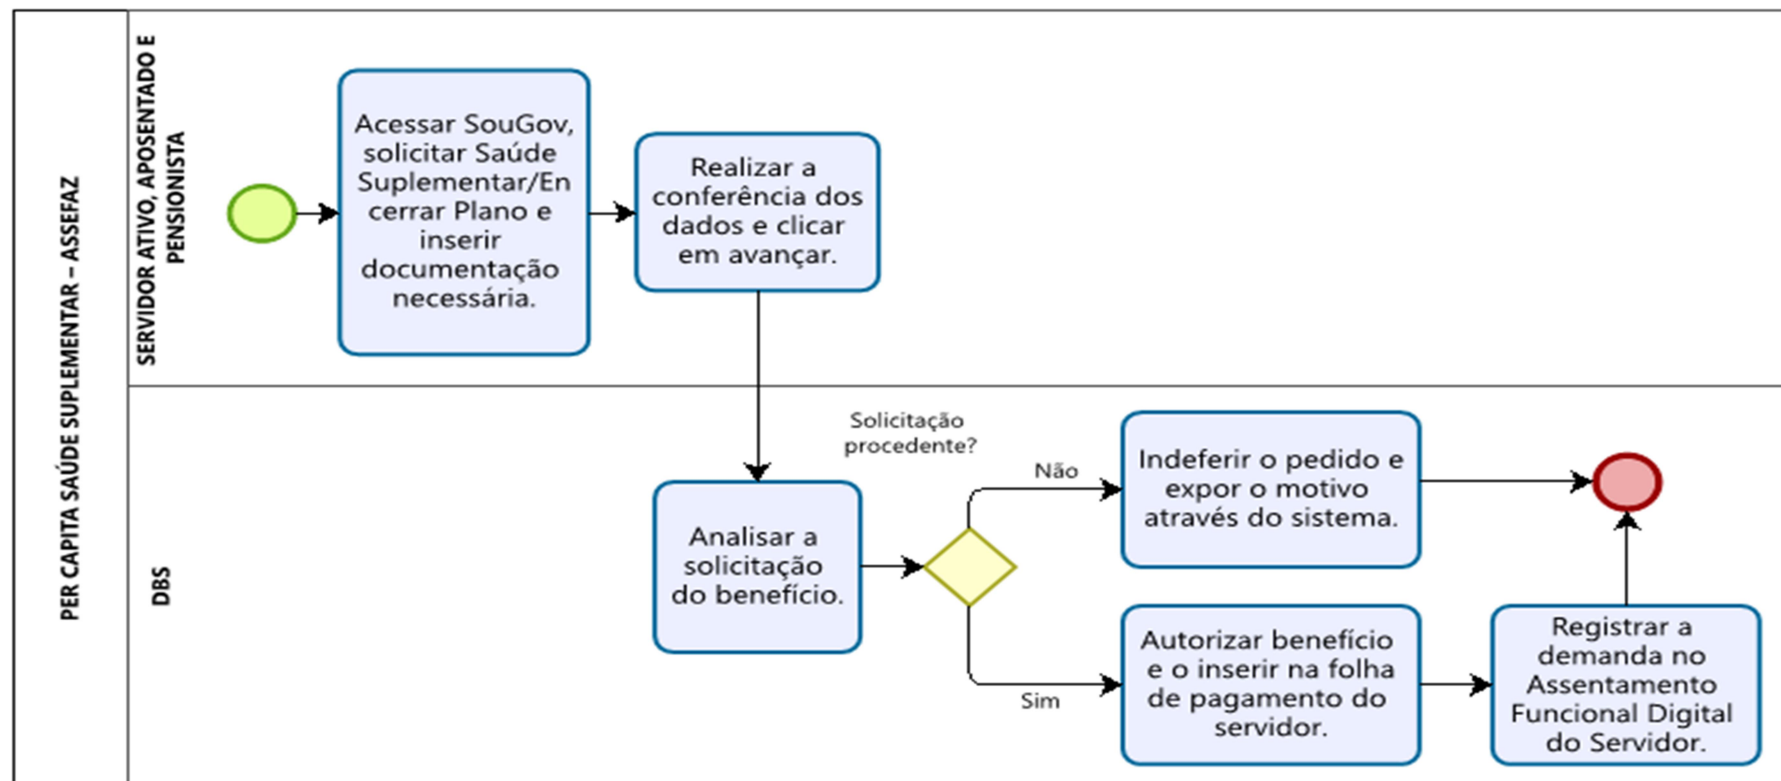 PER CAPITA SAÚDE SUPLEMENTAR – ASSEFAZ
SERVIDOR ATIVO, APOSENTADO E
PENSIONISTA
Acessar SouGov,
solicitar Saúde
Suplementar/En
cerrar Plano e
inserir
documentação
necessária.
Realizar a
conferência dos
dados e clicar
em avançar.
DBS
Analisar a
solicitação
do benefício.
Solicitação
procedente?
Não
Indeferir o pedido e
expor o motivo
através do sistema.
Sim
Autorizar benefício
e o inserir na folha
de pagamento do
servidor.
Registrar a
demanda no
Assentamento
Funcional Digital
do Servidor.